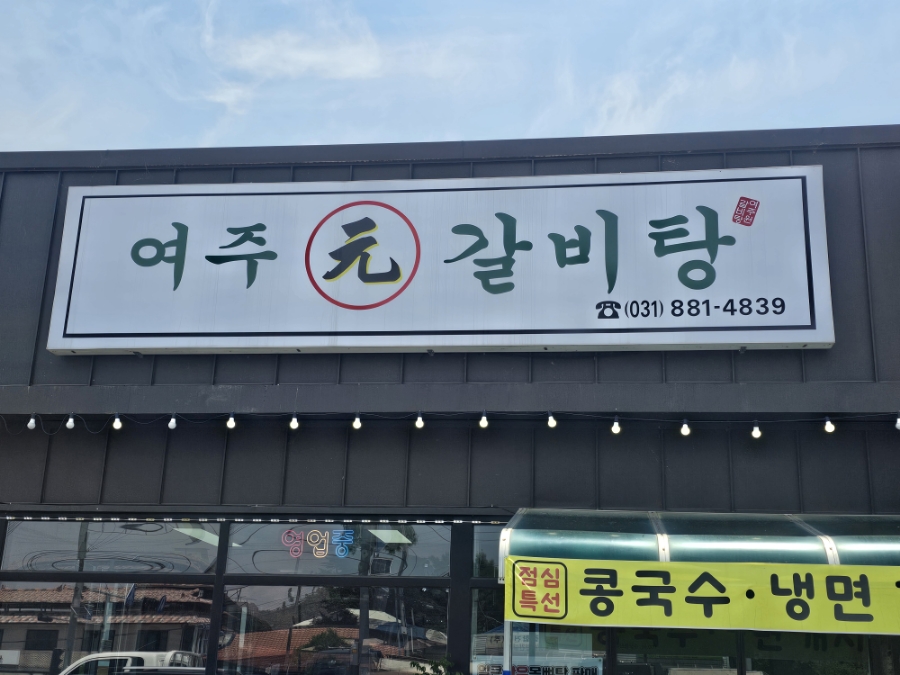 여주 元 갈비탕
☎(031) 881-4839
영업중
점심
특선
콩국수·냉면